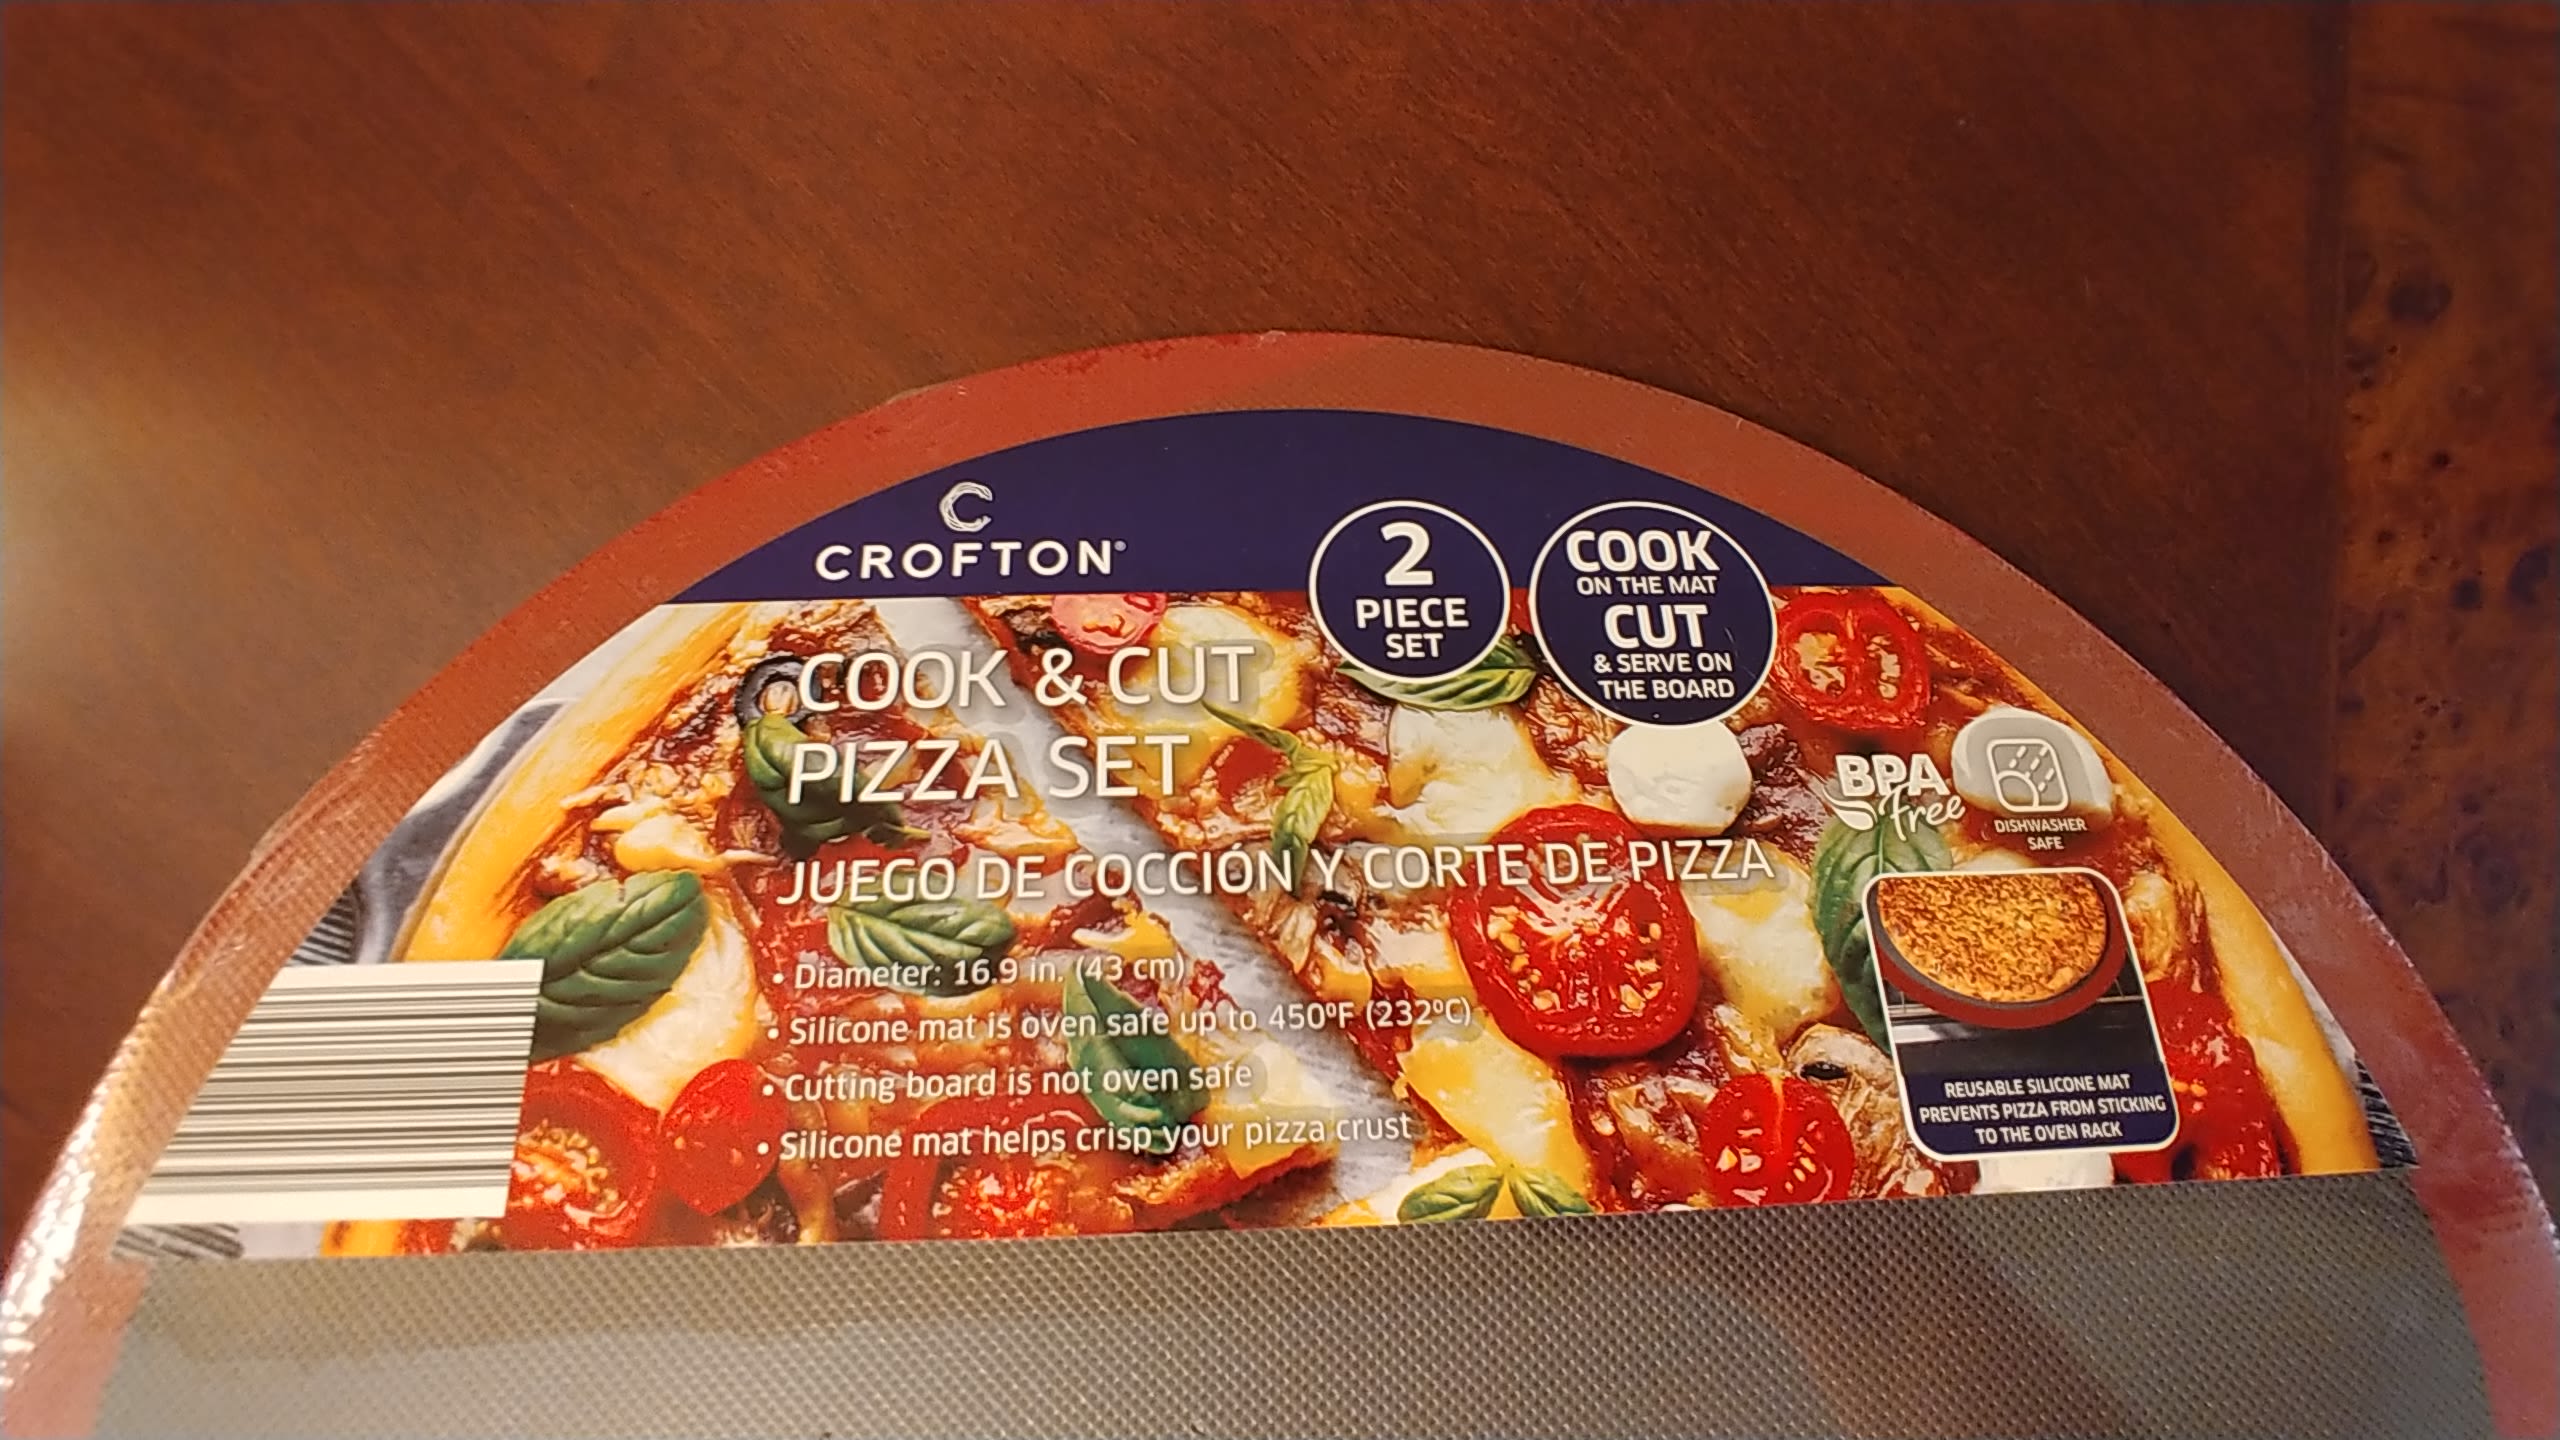 C
CROFTON®
2
PIECE
SET
COOK
ON THE MAT
CUT
& SERVE ON
THE BOARD
COOK & CUT
PIZZA SET
JUEGO DE COCCIÓN Y CORTE DE PIZZA
• Diameter: 16.9 in. (43 cm)
• Silicone mat is oven safe up to 450ºF (232ºC)
• Cutting board is not oven safe
• Silicone mat helps crisp your pizza crust
BPA
Free
DISHWASHER
SAFE
REUSABLE SILICONE MAT
PREVENTS PIZZA FROM STICKING
TO THE OVEN RACK